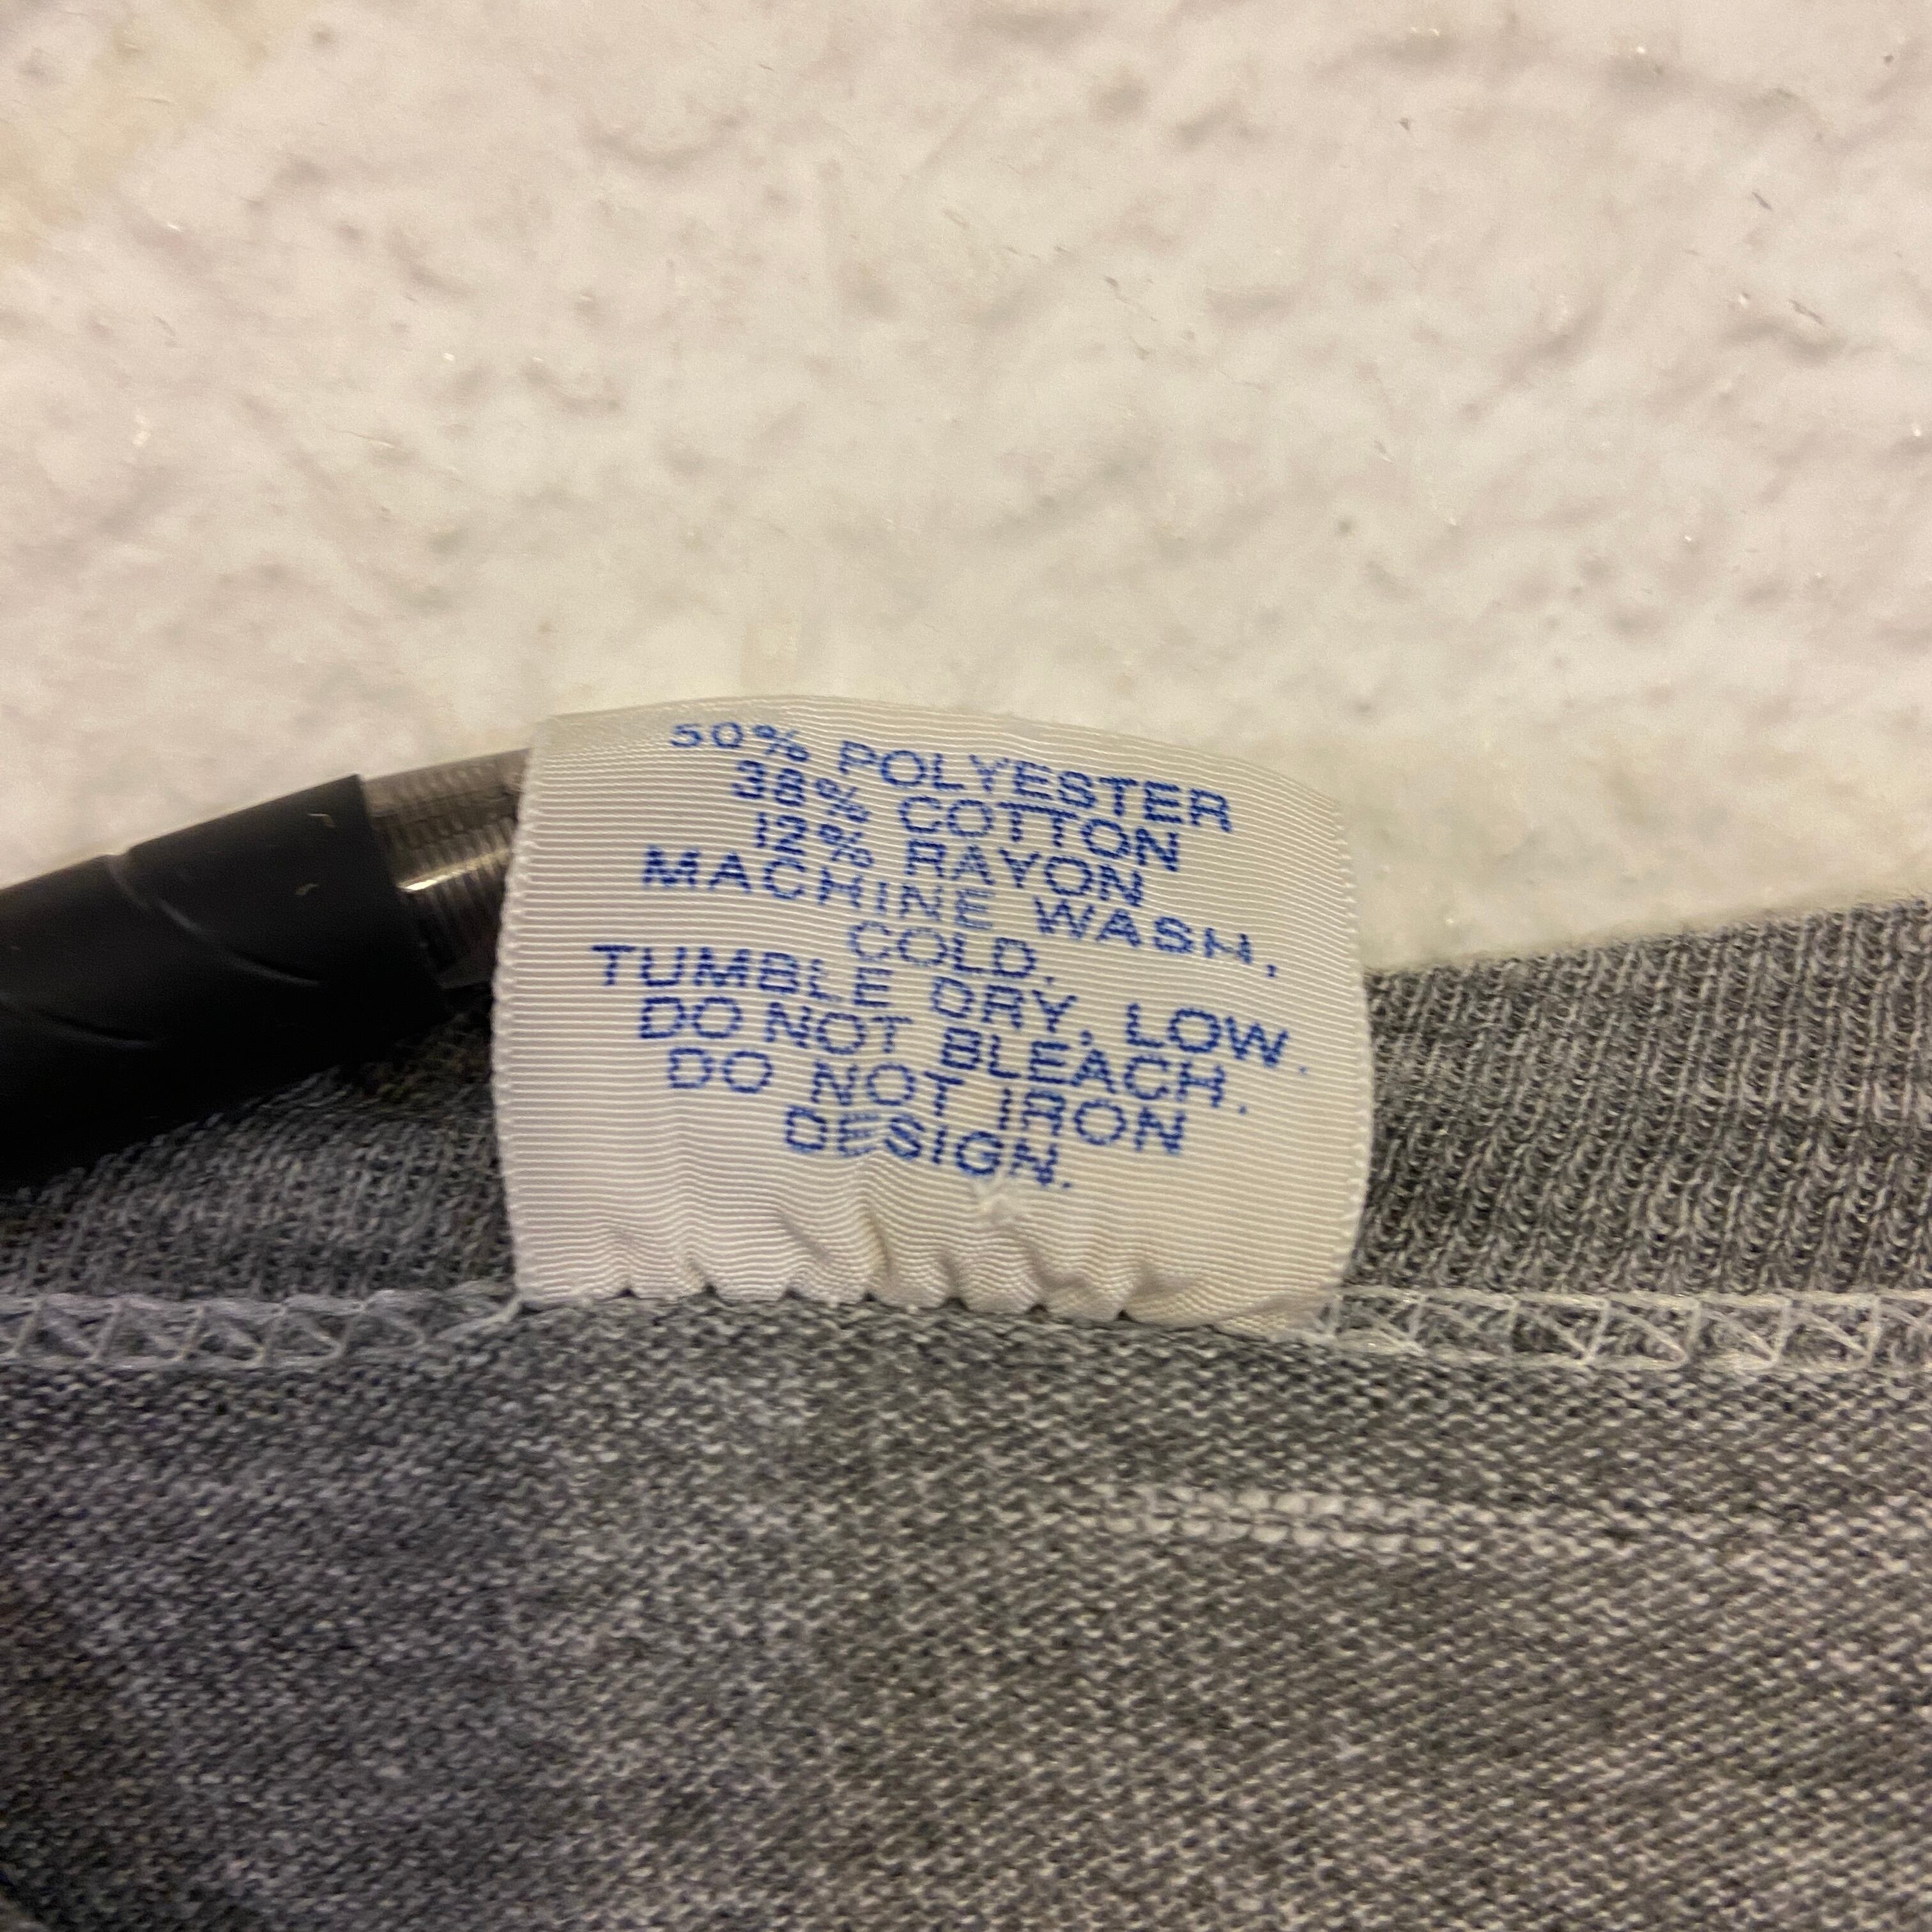 50% POLYESTER
38% COTTON
12% RAYON
MACHINE WASH,
COLD,
TUMBLE DRY, LOW.
DO NOT BLEACH.
DO NOT IRON
DESIGN.